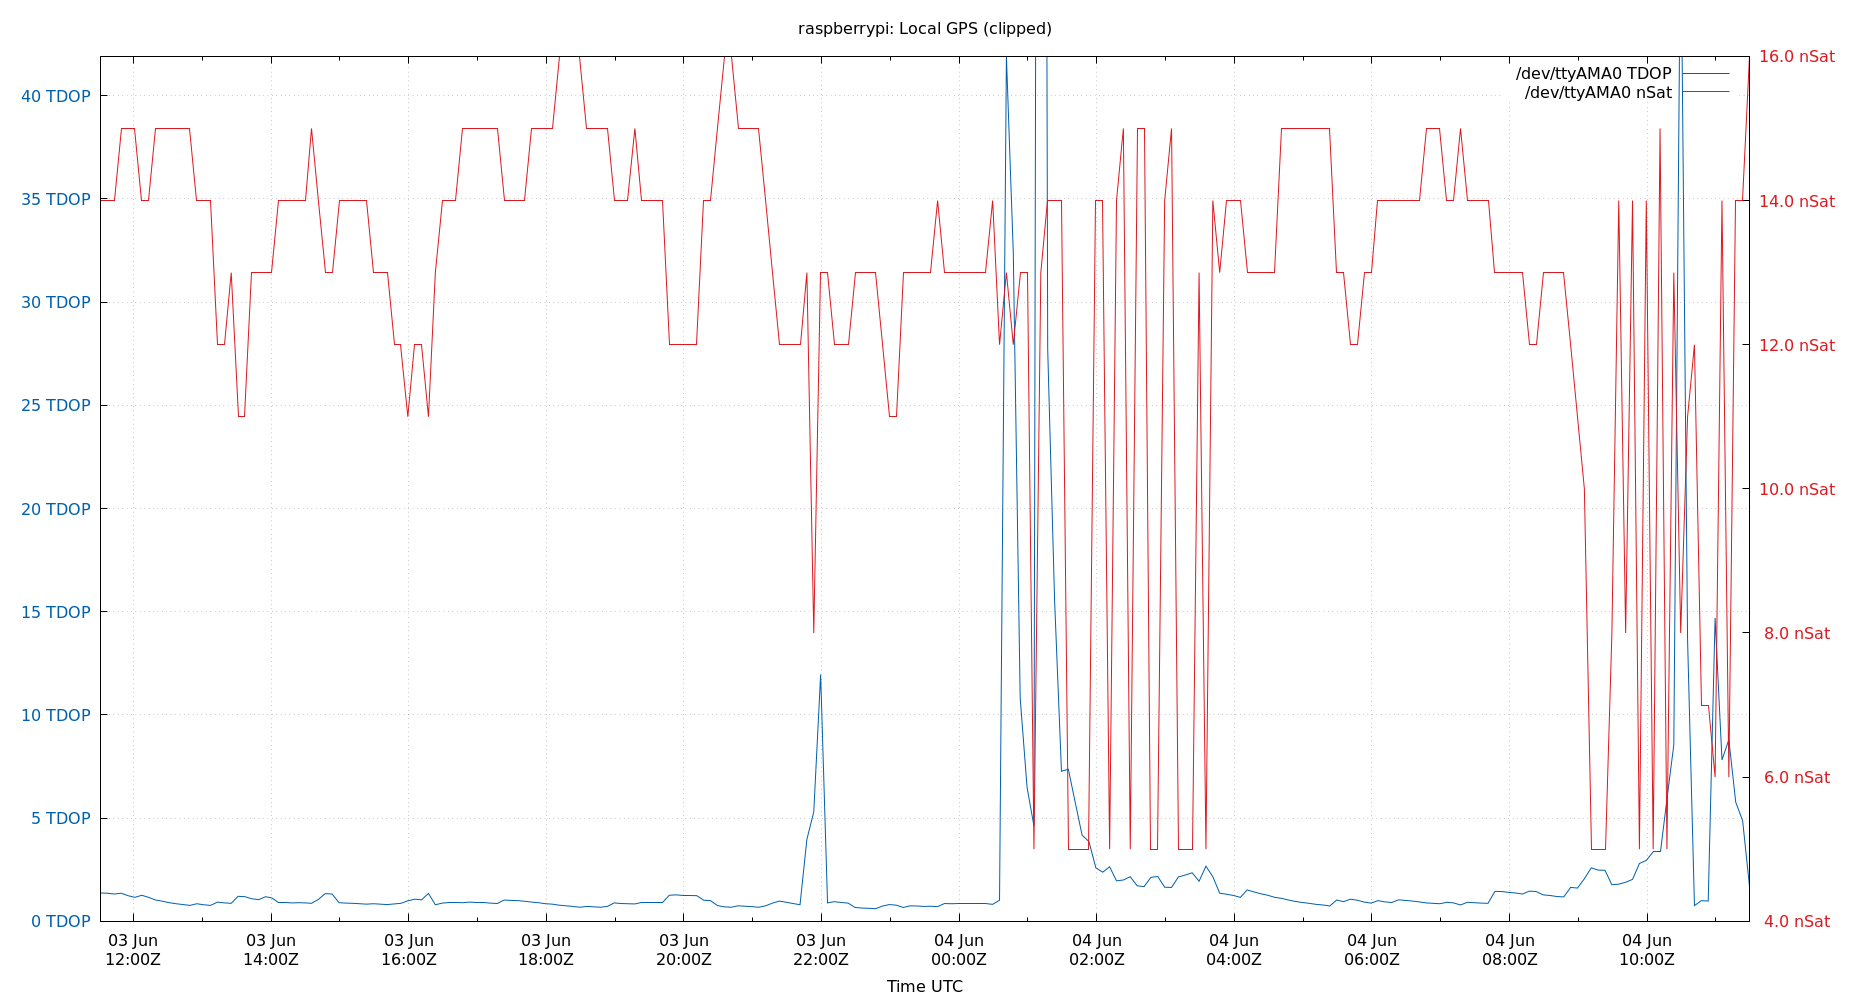 raspberrypi: Local GPS (clipped)
/dev/ttyAMA0 TDOP
/dev/ttyAMA0 nSat
40 TDOP
35 TDOP
30 TDOP
25 TDOP
20 TDOP
15 TDOP
10 TDOP
5 TDOP
0 TDOP
16.0 nSat
14.0 nSat
12.0 nSat
10.0 nSat
8.0 nSat
6.0 nSat
4.0 nSat
03 Jun
12:00Z
03 Jun
14:00Z
03 Jun
16:00Z
03 Jun
18:00Z
03 Jun
20:00Z
03 Jun
22:00Z
04 Jun
00:00Z
04 Jun
02:00Z
04 Jun
04:00Z
04 Jun
06:00Z
04 Jun
08:00Z
04 Jun
10:00Z
Time UTC